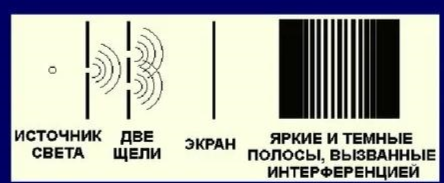 ИСТОЧНИК
СВЕТА
ДВЕ
ЩЕЛИ
ЭКРАН
ЯРКИЕ И ТЕМНЫЕ
ПОЛОСЫ, ВЫЗВАННЫЕ
ИНТЕРФЕРЕНЦИЕЙ